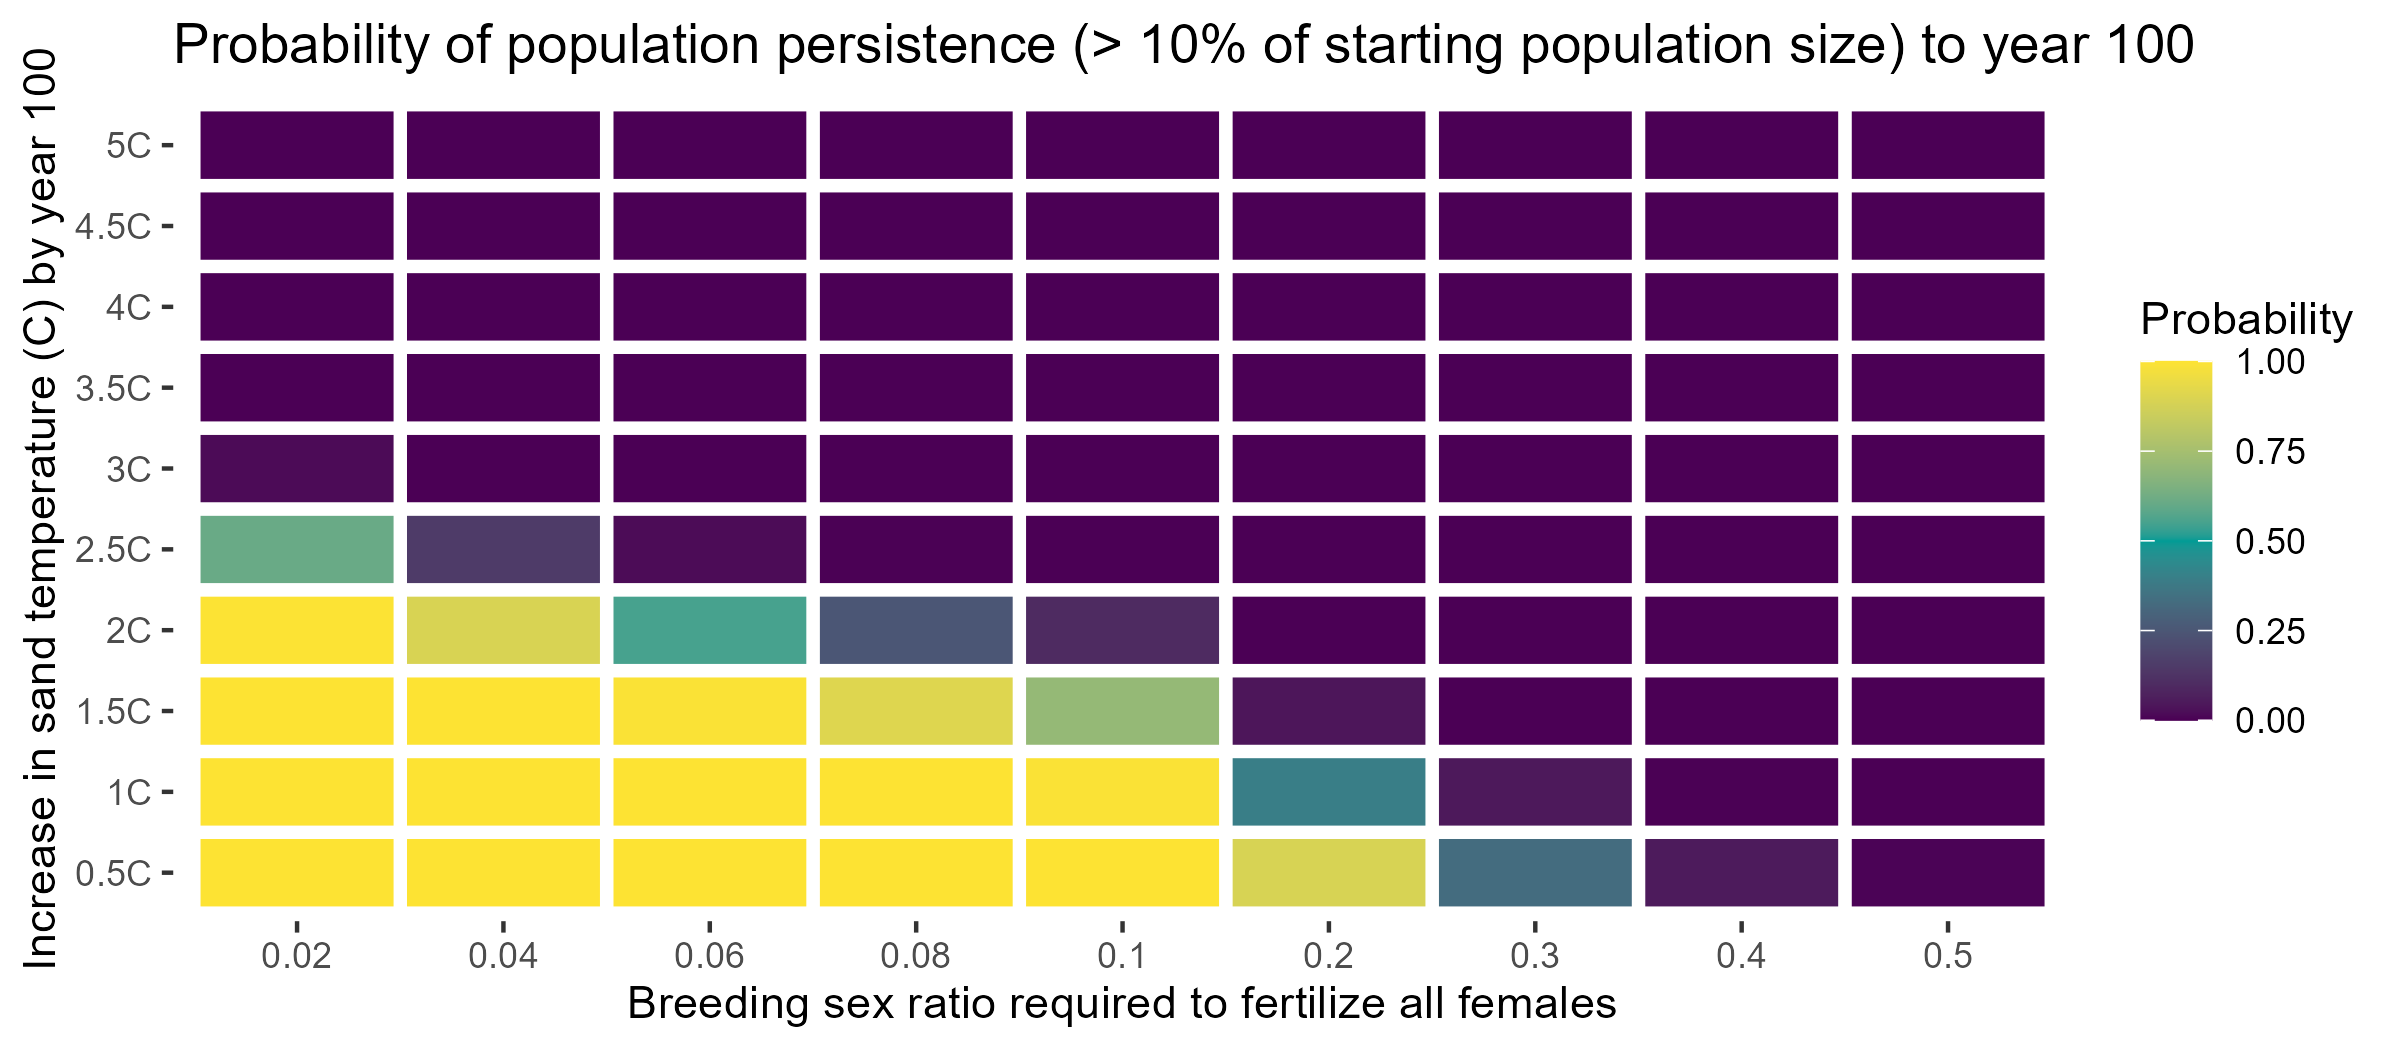 Probability of population persistence (> 10% of starting population size) to year 100
Increase in sand temperature (C) by year 100
5C
4.5C
4C
3.5C
3C
2.5C
2C
1.5C
1C
0.5C
0.02 0.04 0.06 0.08 0.1 0.2 0.3 0.4 0.5
Breeding sex ratio required to fertilize all females
Probability
1.00
0.75
0.50
0.25
0.00